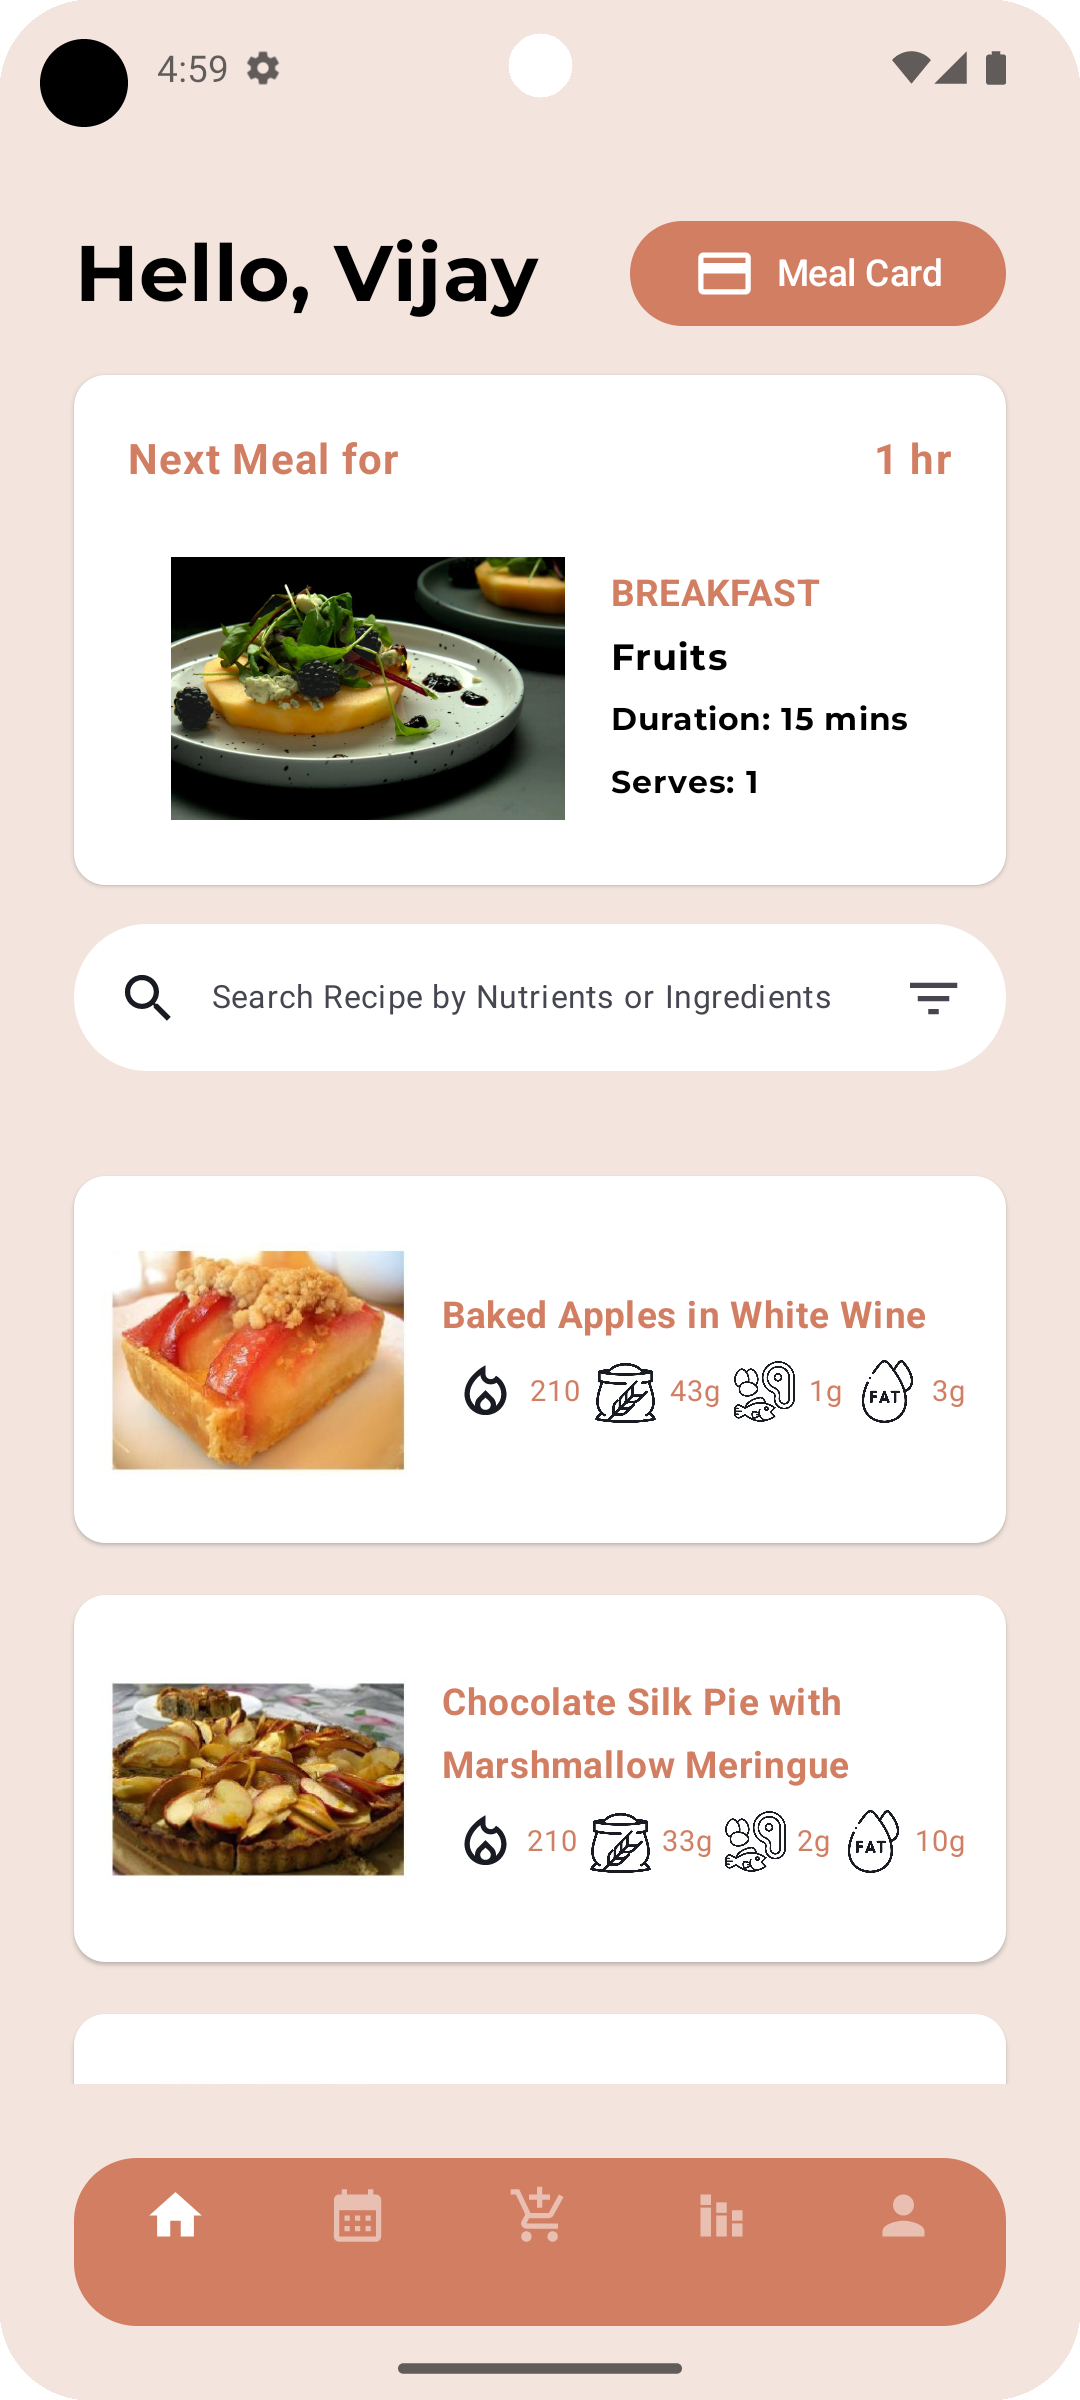 4:59
Hello, Vijay
Meal Card
Next Meal for
1 hr
BREAKFAST
Fruits
Duration: 15 mins
Serves: 1
Search Recipe by Nutrients or Ingredients
Baked Apples in White Wine
210 43g 1g FAT 3g
Chocolate Silk Pie with
Marshmallow Meringue
210 33g 2g FAT 10g